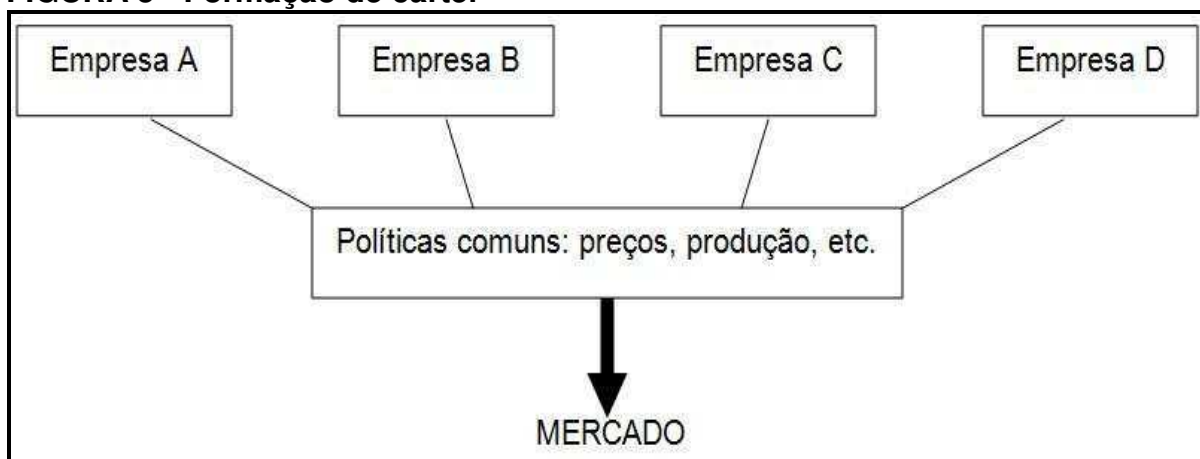 Empresa A Empresa B Empresa C Empresa D
Políticas comuns: preços, produção, etc.
MERCADO